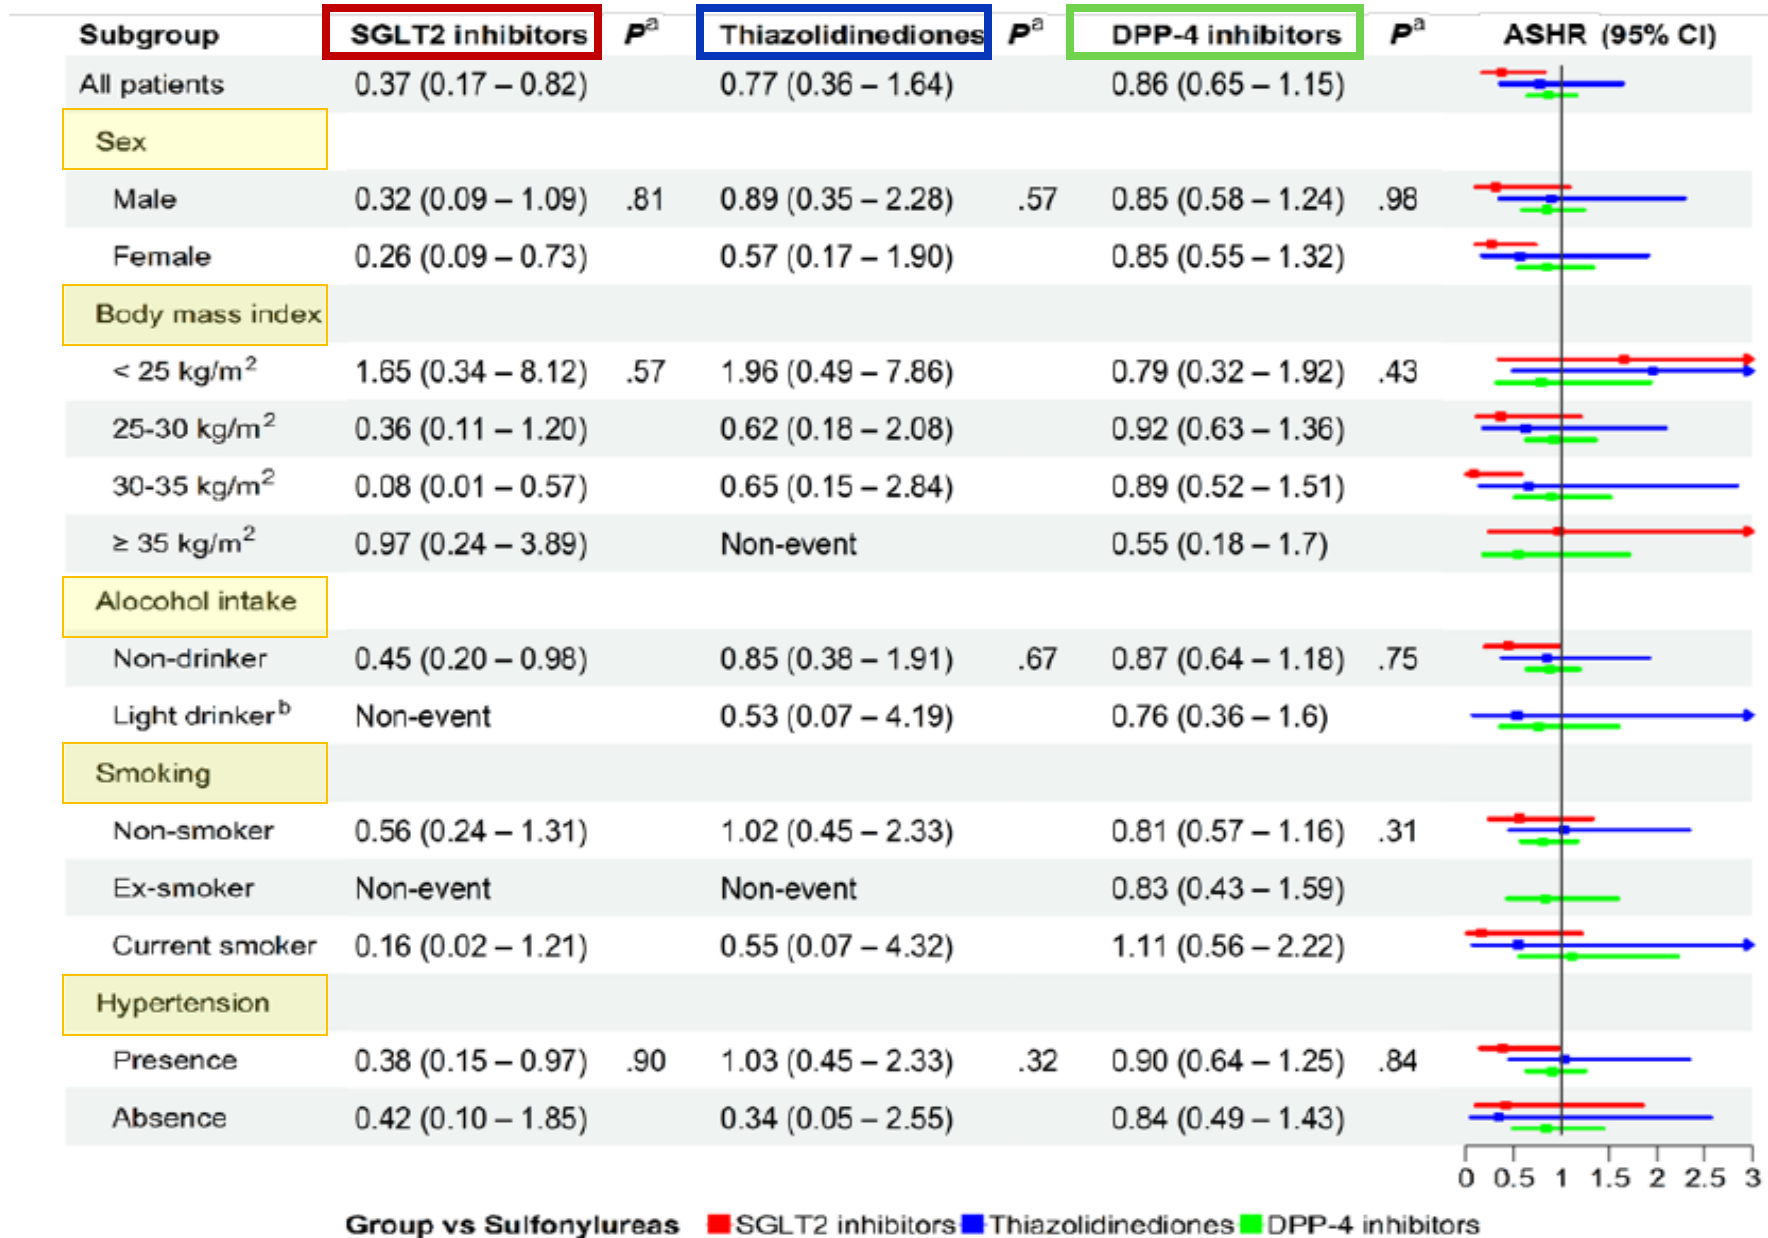 Subgroup SGLT2 inhibitors Pa Thiazolidinediones Pa DPP-4 inhibitors Pa ASHR (95% CI)
All patients 0.37 (0.17 – 0.82) 0.77 (0.36 – 1.64) 0.86 (0.65 – 1.15)
Sex
Male 0.32 (0.09 – 1.09) .81 0.89 (0.35 – 2.28) .57 0.85 (0.58 – 1.24) .98
Female 0.26 (0.09 – 0.73) 0.57 (0.17 – 1.90) 0.85 (0.55 – 1.32)
Body mass index
< 25 kg/m2 1.65 (0.34 – 8.12) .57 1.96 (0.49 – 7.86) 0.79 (0.32 – 1.92) .43
25-30 kg/m2 0.36 (0.11 – 1.20) 0.62 (0.18 – 2.08) 0.92 (0.63 – 1.36)
30-35 kg/m2 0.08 (0.01 – 0.57) 0.65 (0.15 – 2.84) 0.89 (0.52 – 1.51)
≥ 35 kg/m2 0.97 (0.24 – 3.89) Non-event 0.55 (0.18 – 1.7)
Alocohol intake
Non-drinker 0.45 (0.20 – 0.98) 0.85 (0.38 – 1.91) .67 0.87 (0.64 – 1.18) .75
Light drinkerb Non-event 0.53 (0.07 – 4.19) 0.76 (0.36 – 1.6)
Smoking
Non-smoker 0.56 (0.24 – 1.31) 1.02 (0.45 – 2.33) 0.81 (0.57 – 1.16) .31
Ex-smoker Non-event Non-event 0.83 (0.43 – 1.59)
Current smoker 0.16 (0.02 – 1.21) 0.55 (0.07 – 4.32) 1.11 (0.56 – 2.22)
Hypertension
Presence 0.38 (0.15 – 0.97) .90 1.03 (0.45 – 2.33) .32 0.90 (0.64 – 1.25) .84
Absence 0.42 (0.10 – 1.85) 0.34 (0.05 – 2.55) 0.84 (0.49 – 1.43)
0 0.5 1 1.5 2 2.5 3
Group vs Sulfonylureas SGLT2 inhibitors Thiazolidinediones DPP-4 inhibitors